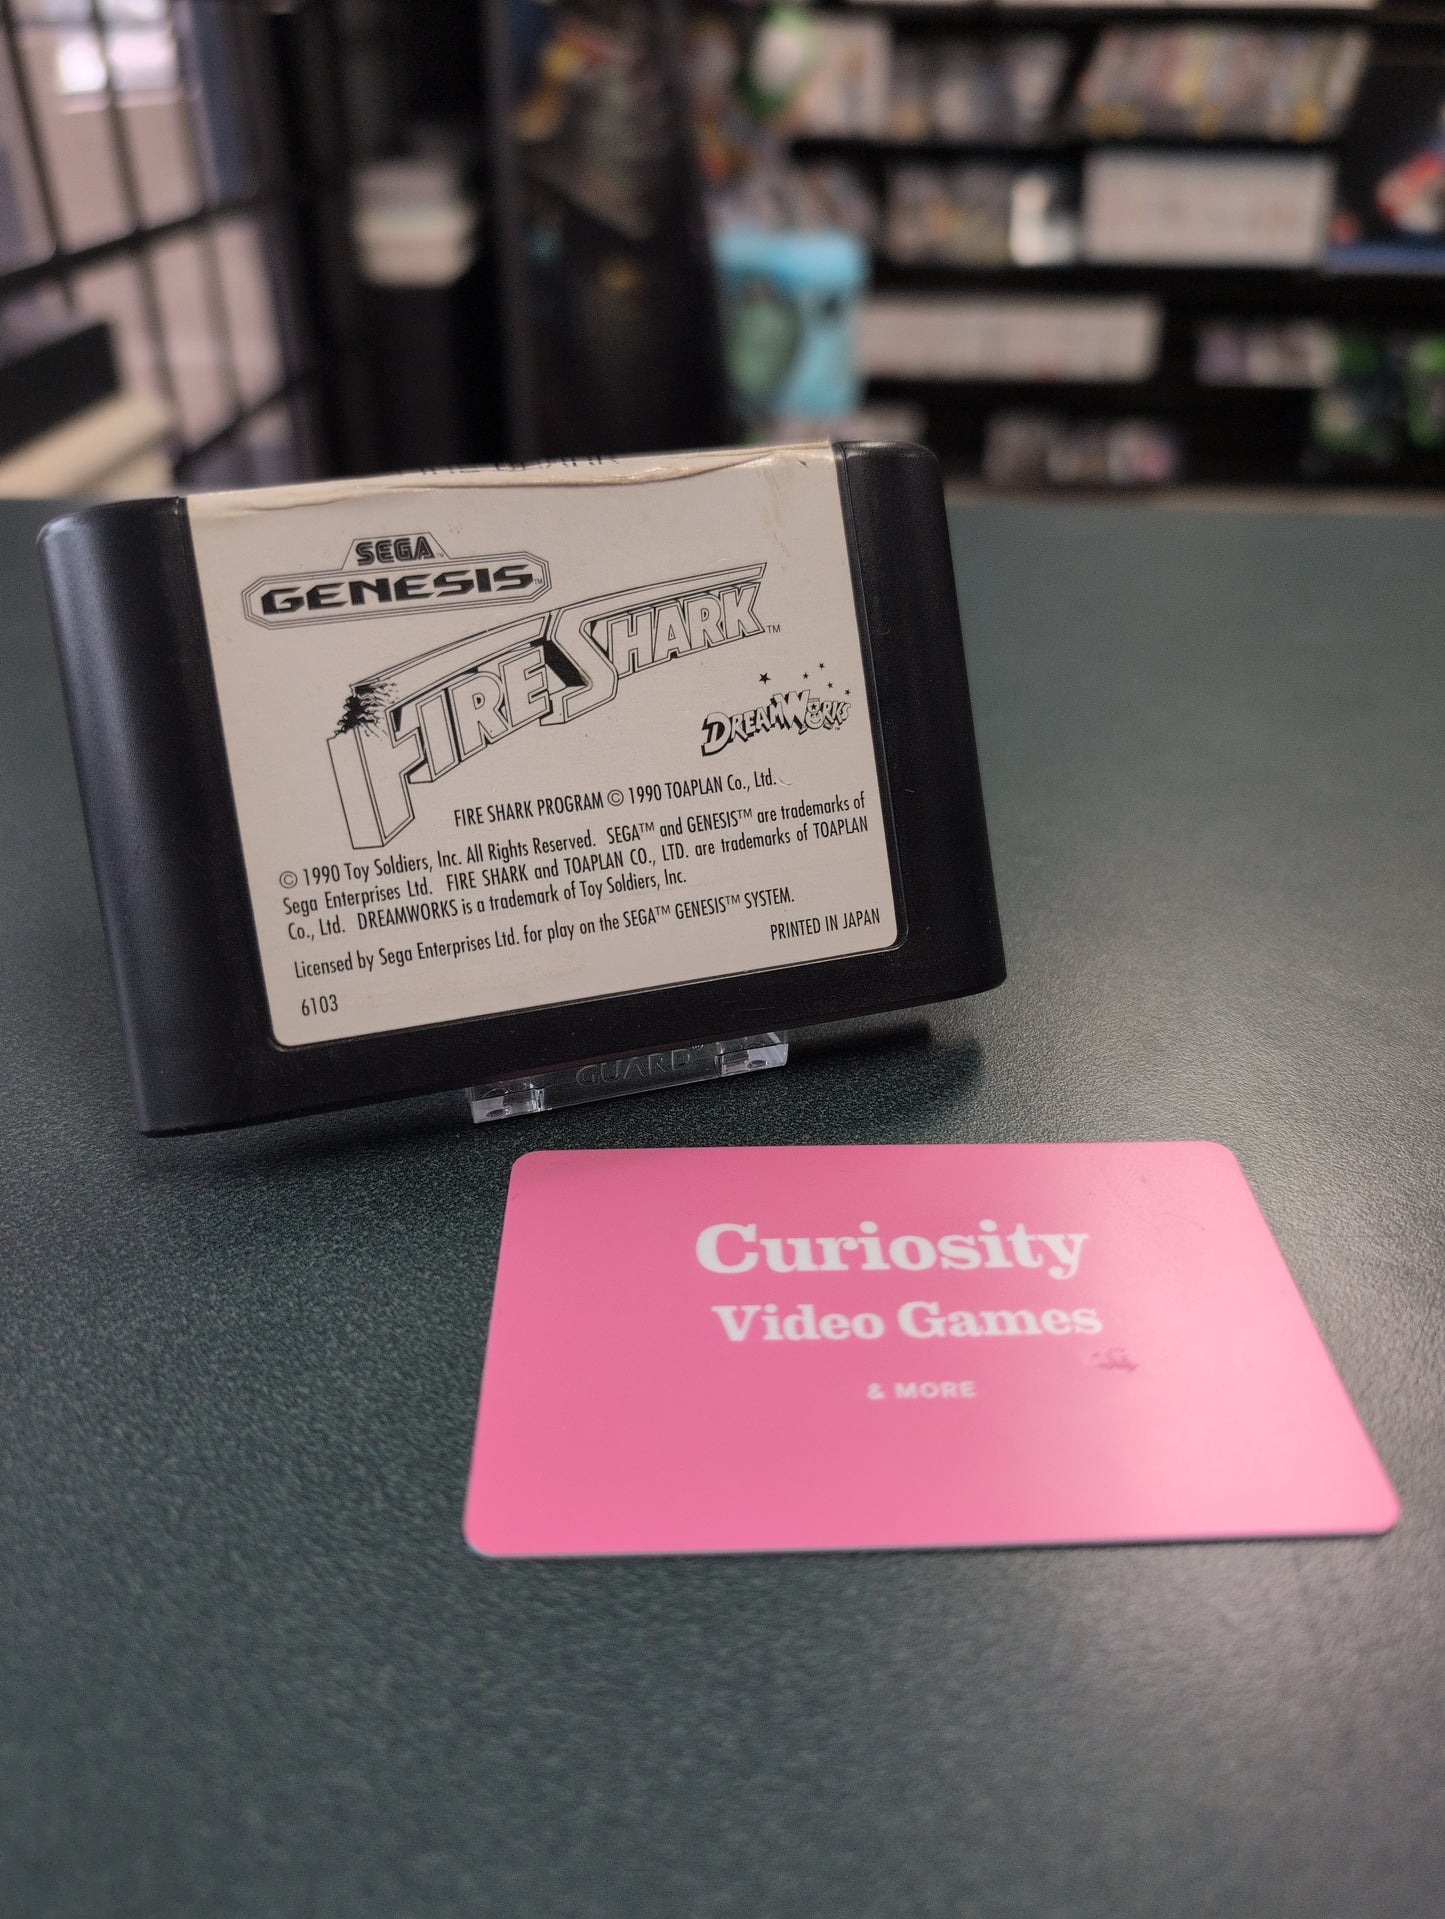 SEGA™
GENESIS™
FIRE SHARK™
DREAMWORKS
FIRE SHARK PROGRAM © 1990 TOAPLAN Co., Ltd.
© 1990 Toy Soldiers, Inc. All Rights Reserved. SEGA™ and GENESIS™ are trademarks of
Sega Enterprises Ltd. FIRE SHARK and TOAPLAN CO., LTD. are trademarks of TOAPLAN
Co., Ltd. DREAMWORKS is a trademark of Toy Soldiers, Inc.
Licensed by Sega Enterprises Ltd. for play on the SEGA™ GENESIS™ SYSTEM.
PRINTED IN JAPAN
6103
GUARD®
Curiosity
Video Games
& MORE